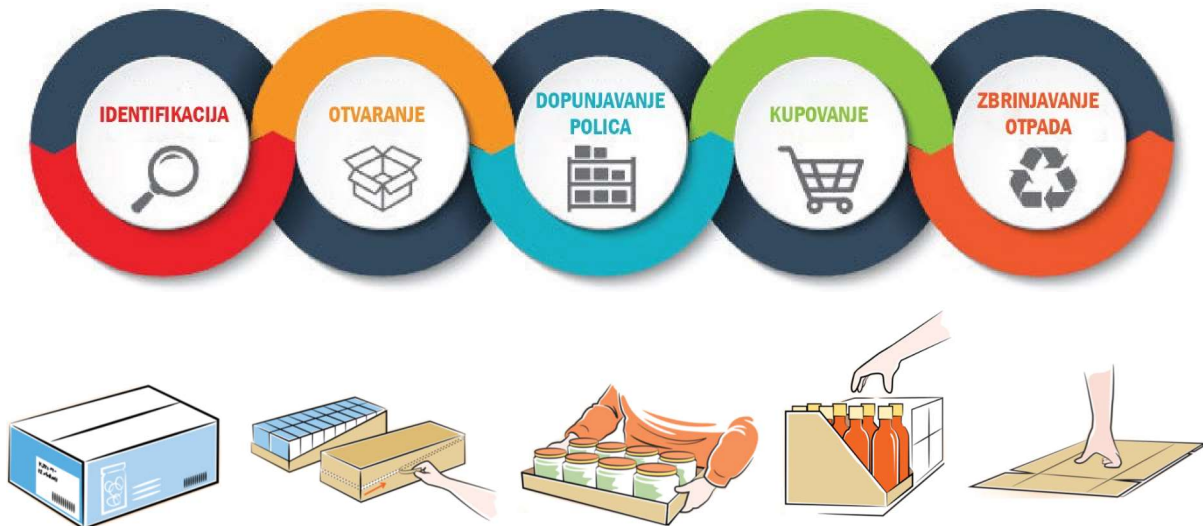 IDENTIFIKACIJA
OTVARANJE
DOPUNJAVANJE
POLICA
KUPOVANJE
ZBRINJAVANJE
OTPADA